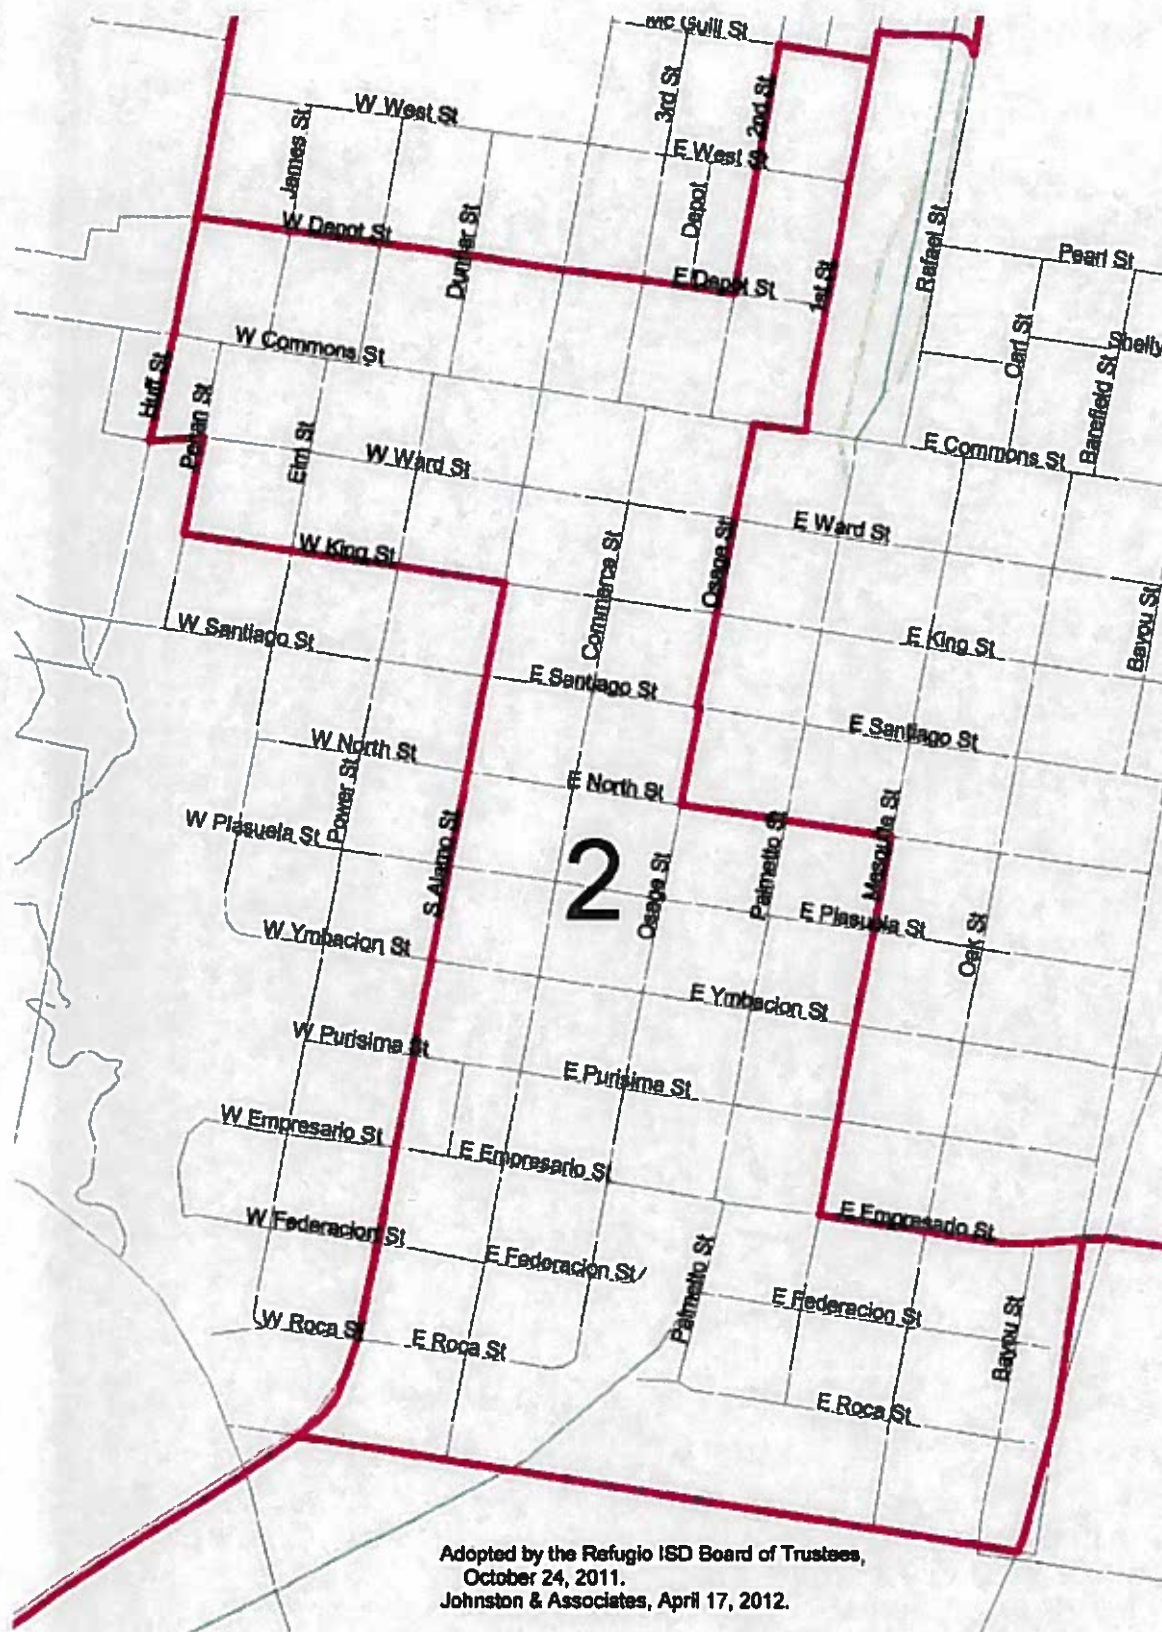 Mc Guill St
3rd St
2nd St
W West St
James St
E West St
Depot
Dunbar St
W Depot St
E Depot St
1st St
Rafael St
Pearl St
Carl St
Shelly
Barefield St
W Commons St
Huff St
Pecan St
Elm St
W Ward St
E Commons St
E Ward St
W King St
Commerce St
Osage St
Bayou St
W Santiago St
E King St
E Santiago St
E Santiago St
W North St
E North St
Power St
W Plasuela St
S Alamo St
2
Osage St
Palmetto St
Mesquite St
E Plasuela St
Oak St
W Ymbacion St
E Ymbacion St
W Purisima St
E Purisima St
W Empresario St
E Empresario St
E Empresario St
W Federacion St
E Federacion St
Palmetto St
E Federacion St
Bayou St
W Roca St
E Roca St
E Roca St
Adopted by the Refugio ISD Board of Trustees,
October 24, 2011.
Johnston & Associates, April 17, 2012.